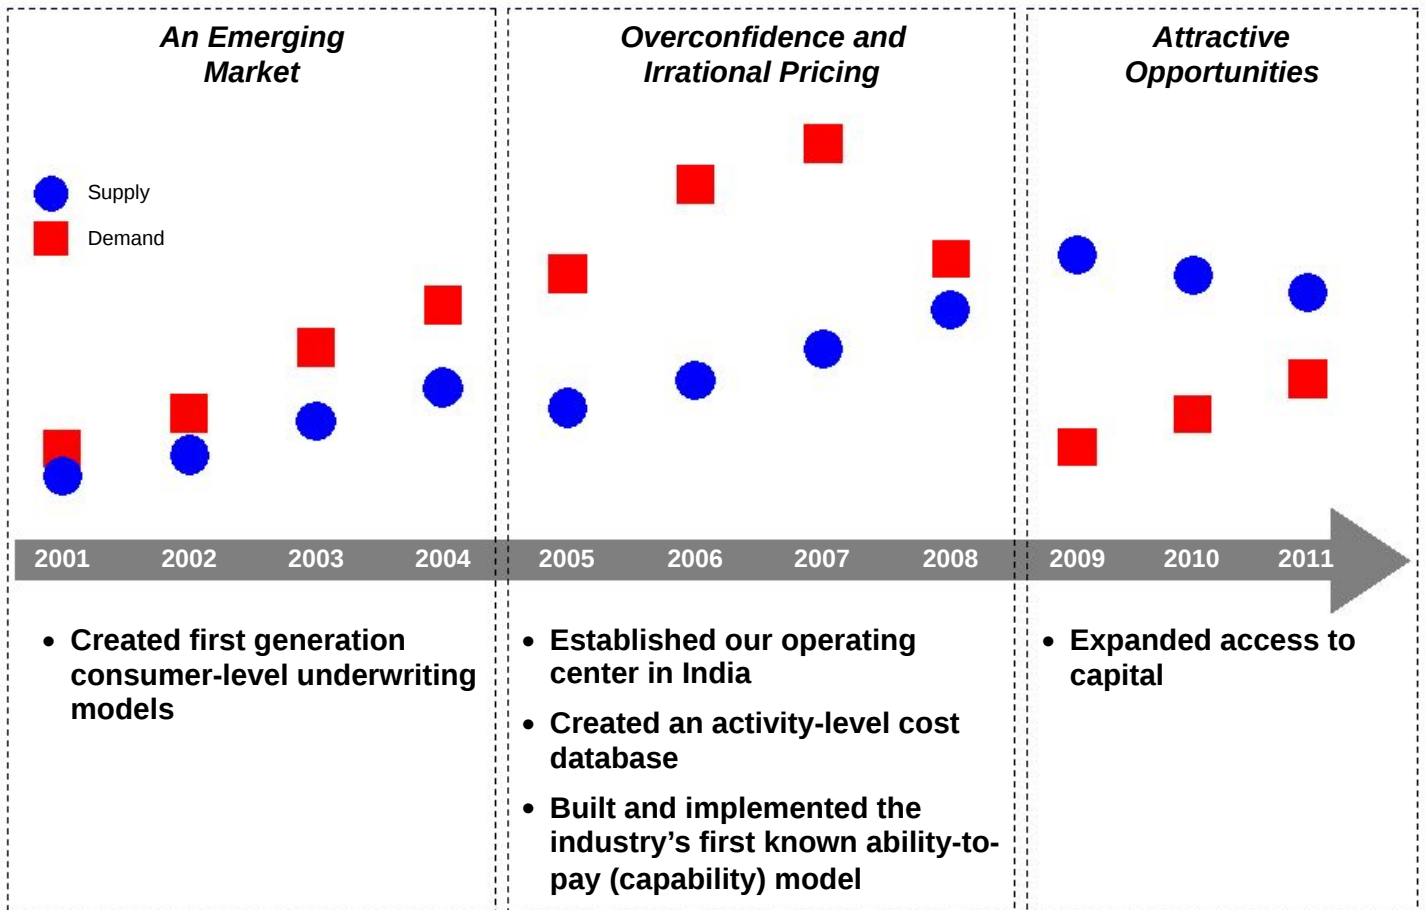 An Emerging
Market
Overconfidence and
Irrational Pricing
Attractive
Opportunities
Supply
Demand
2001 2002 2003 2004 2005 2006 2007 2008 2009 2010 2011
• Created first generation
consumer-level underwriting
models
• Established our operating
center in India
• Created an activity-level cost
database
• Built and implemented the
industry’s first known ability-to-
pay (capability) model
• Expanded access to
capital